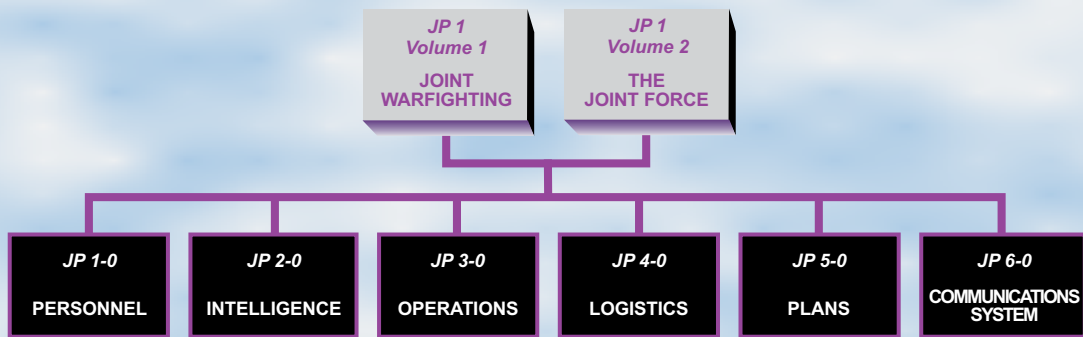 JP 1
Volume 1
JOINT
WARFIGHTING
JP 1
Volume 2
THE
JOINT FORCE
JP 1-0
PERSONNEL
JP 2-0
INTELLIGENCE
JP 3-0
OPERATIONS
JP 4-0
LOGISTICS
JP 5-0
PLANS
JP 6-0
COMMUNICATIONS
SYSTEM